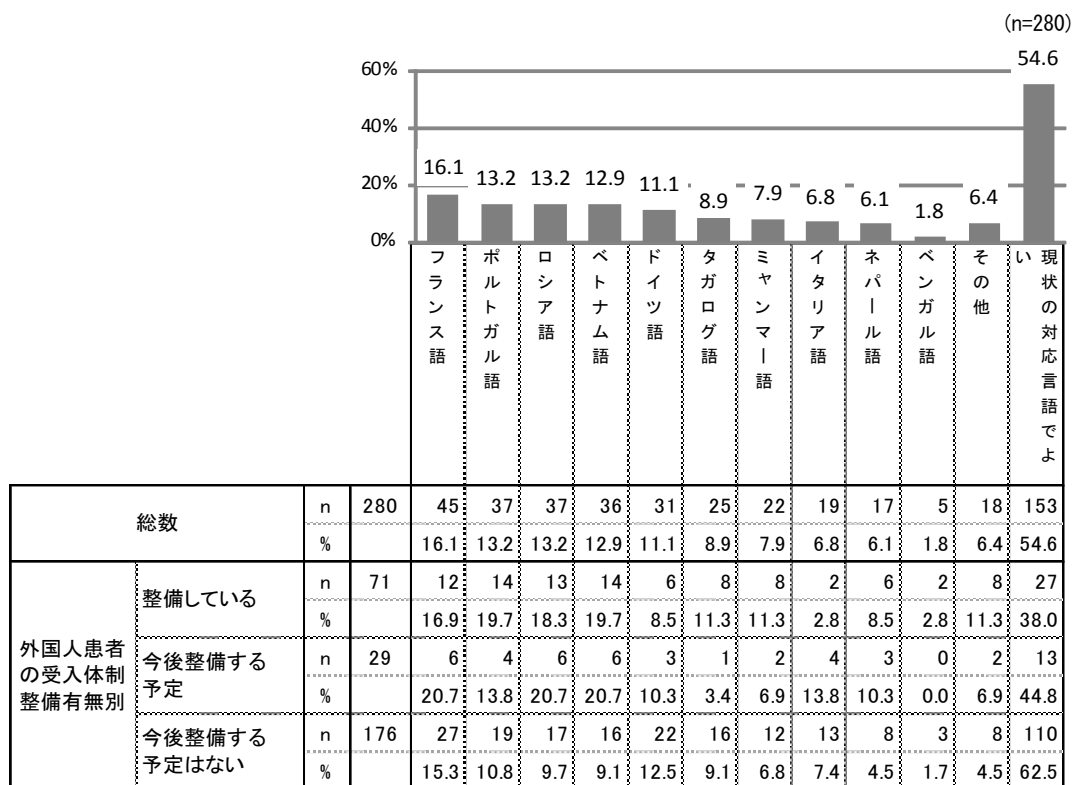 (n=280)
54.6
60%
40%
20%
0%
16.1 13.2 13.2 12.9 11.1 8.9 7.9 6.8 6.1 1.8 6.4
フランス語
ポルトガル語
ロシア語
ベトナム語
ドイツ語
タガログ語
ミャンマー語
イタリア語
ネパール語
ベンガル語
その他
現状の対応言語でよ
い
総数 n 280 45 37 37 36 31 25 22 19 17 5 18 153
% 16.1 13.2 13.2 12.9 11.1 8.9 7.9 6.8 6.1 1.8 6.4 54.6
外国人患者
の受入体制
整備有無別
整備している n 71 12 14 13 14 6 8 8 2 6 2 8 27
% 16.9 19.7 18.3 19.7 8.5 11.3 11.3 2.8 8.5 2.8 11.3 38.0
今後整備する
予定
n 29 6 4 6 6 3 1 2 4 3 0 2 13
% 20.7 13.8 20.7 20.7 10.3 3.4 6.9 13.8 10.3 0.0 6.9 44.8
今後整備する
予定はない
n 176 27 19 17 16 22 16 12 13 8 3 8 110
% 15.3 10.8 9.7 9.1 12.5 9.1 6.8 7.4 4.5 1.7 4.5 62.5